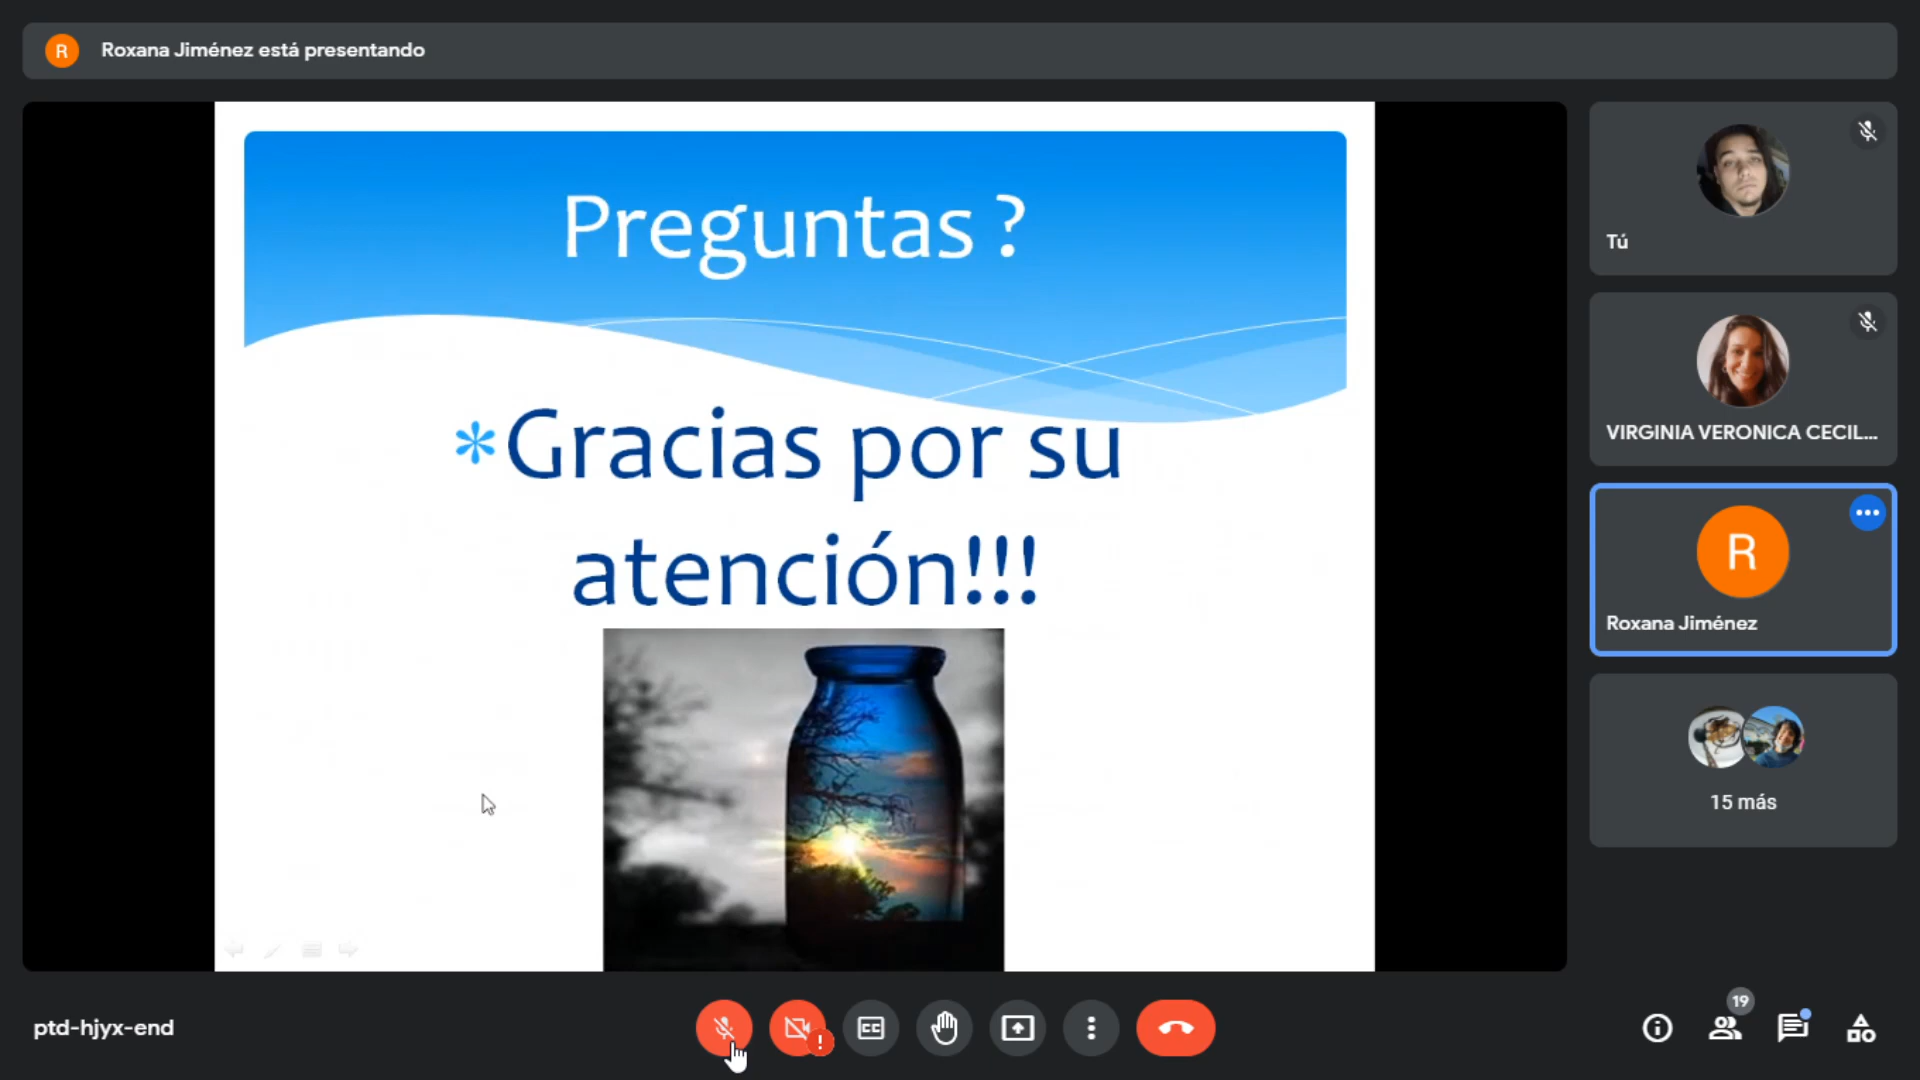 R
Roxana Jiménez está presentando
Preguntas ?
*Gracias por su
atención!!!
Tú
VIRGINIA VERONICA CECIL...
R
Roxana Jiménez
15 más
ptd-hjyx-end
CC
!
19